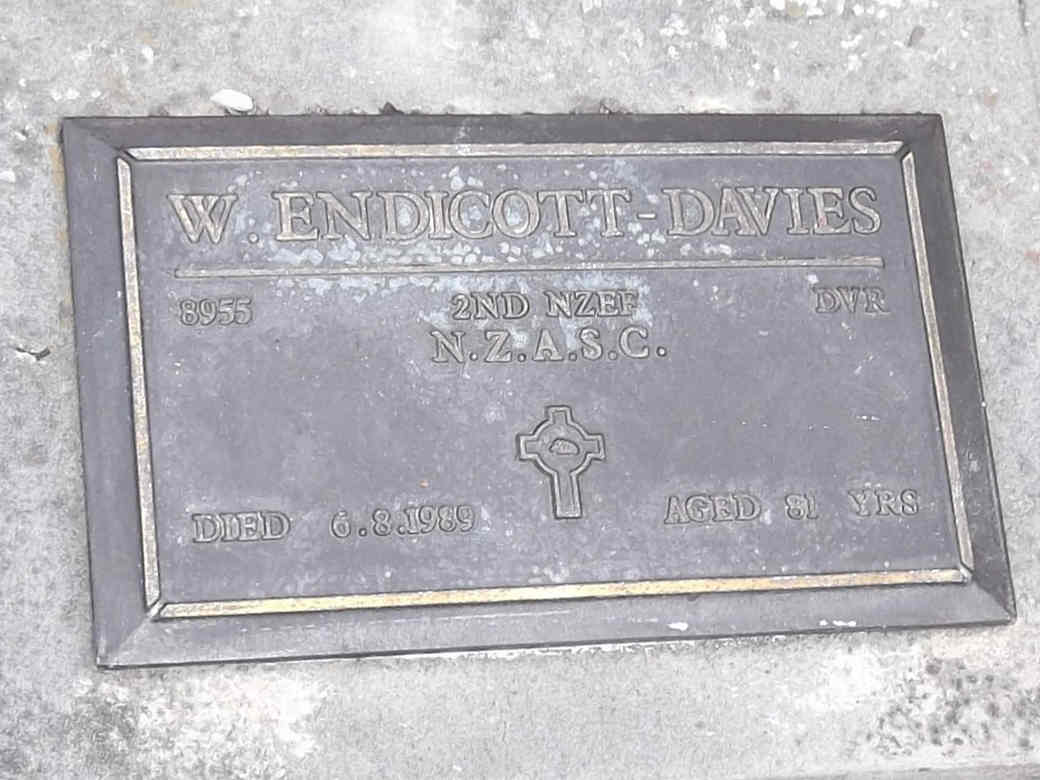 W. ENDICOTT-DAVIES
8955 2ND NZEF DVR
N.Z.A.S.C.
DIED 6.8.1989 AGED 81 YRS